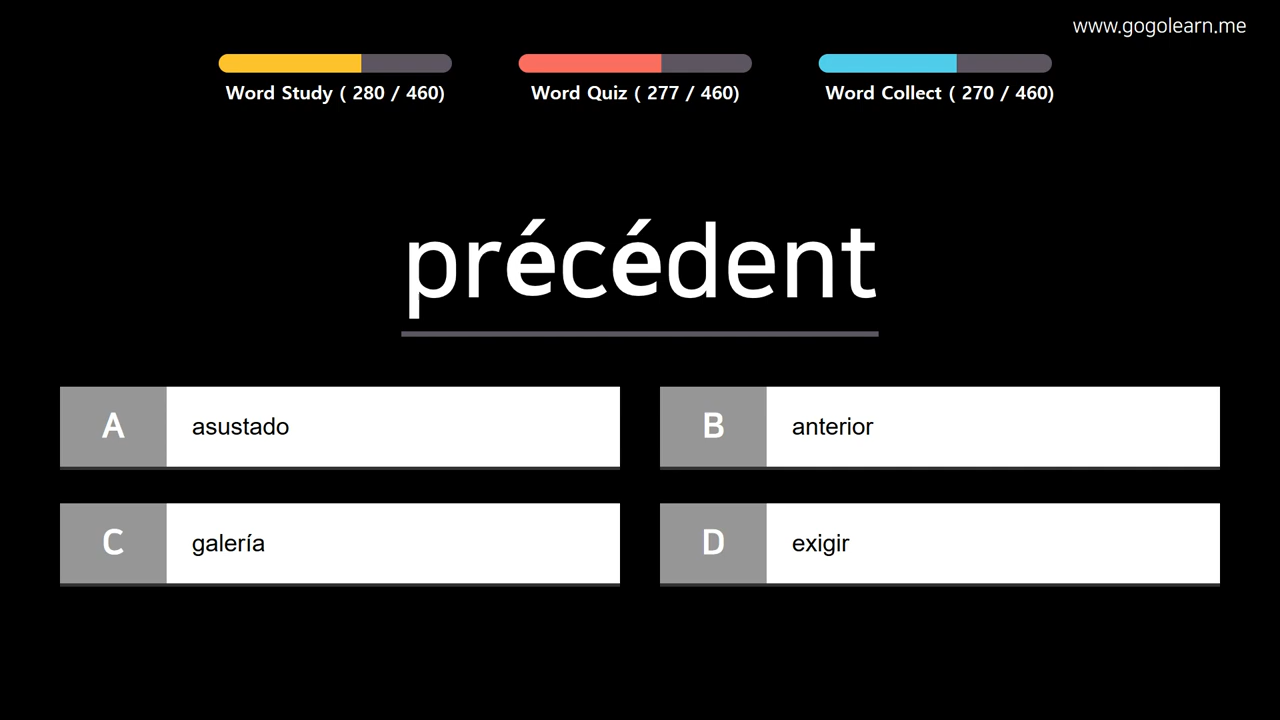 www.gogolearn.me
Word Study ( 280 / 460)
Word Quiz ( 277 / 460)
Word Collect ( 270 / 460)
précédent
A
asustado
B
anterior
C
galería
D
exigir